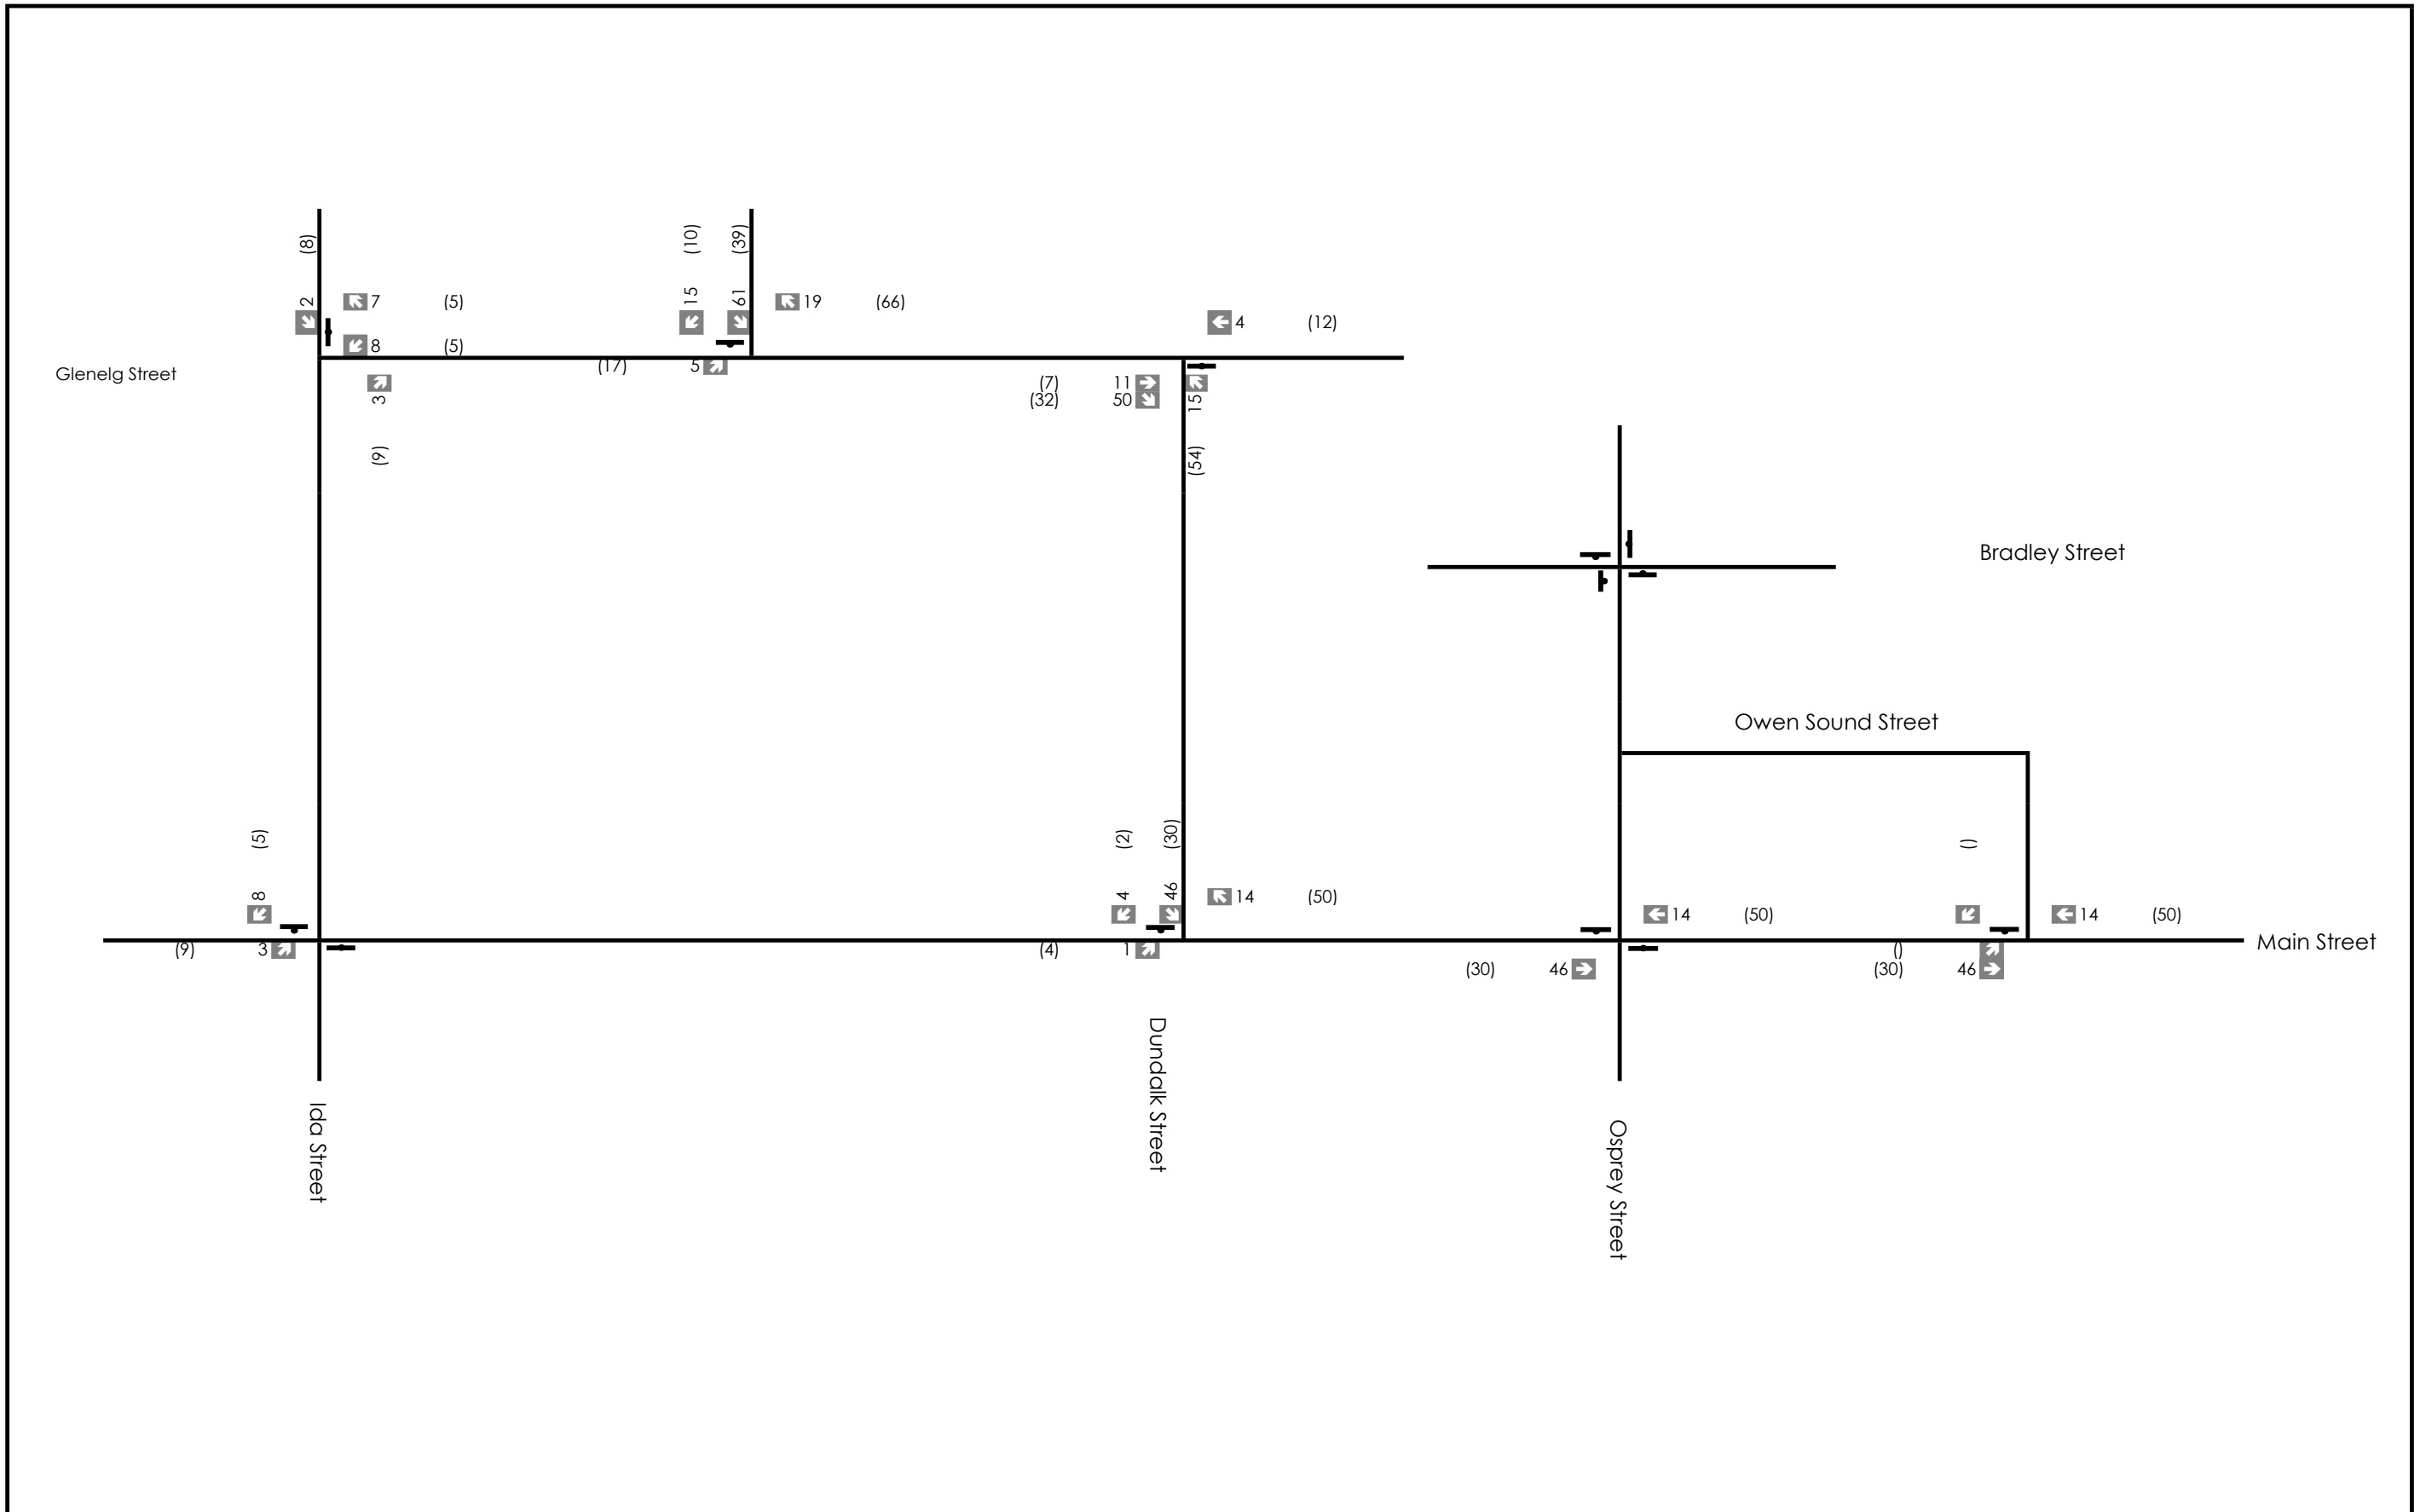 (8) (10) (39)
2 7 (5) 15 61 19 (66)
4 (12)
8 (5)
Glenelg Street (17) 5
3 (7) 11 15
(32) 50
(9) (54)
Bradley Street
Owen Sound Street
(5) (2) (30) ()
8 4 46 14 (50)
14 (50) 14 (50)
(9) 3 (4) 1 () Main Street
(30) 46 (30) 46
Dundalk Street
Ida Street
Osprey Street